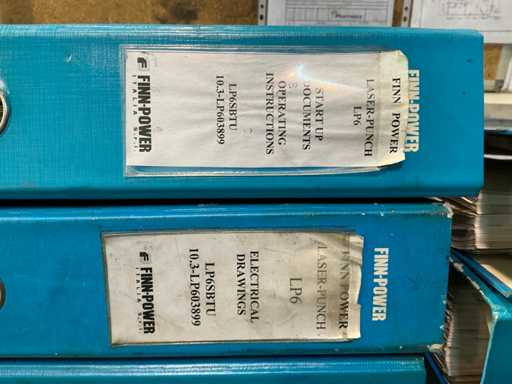 FINN-POWER
FINN POWER
LASER-PUNCH
LP6
START UP
DOCUMENTS
OPERATING
INSTRUCTIONS
LP6SBTU
10.3-LP603899
FINN-POWER
ITALIA S.r.l.
FINN-POWER
FINN POWER
LASER-PUNCH
LP6
ELECTRICAL
DRAWINGS
LP6SBTU
10.3-LP603899
FINN-POWER
ITALIA S.r.l.